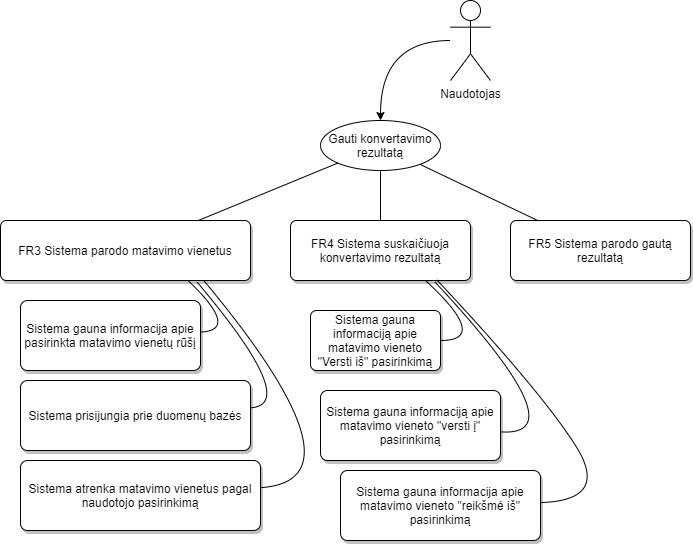 Naudotojas
Gauti konvertavimo
rezultatą
FR3 Sistema parodo matavimo vienetus
FR4 Sistema suskaičiuoja
konvertavimo rezultatą
FR5 Sistema parodo gautą
rezultatą
Sistema gauna informacija apie
pasirinkta matavimo vienetų rūšį
Sistema prisijungia prie duomenų bazės
Sistema atrenka matavimo vienetus pagal
naudotojo pasirinkimą
Sistema gauna
informaciją apie
matavimo vieneto
"Versti iš" pasirinkimą
Sistema gauna informaciją apie
matavimo vieneto "versti į"
pasirinkimą
Sistema gauna informacija apie
matavimo vieneto "reikšmė iš"
pasirinkimą